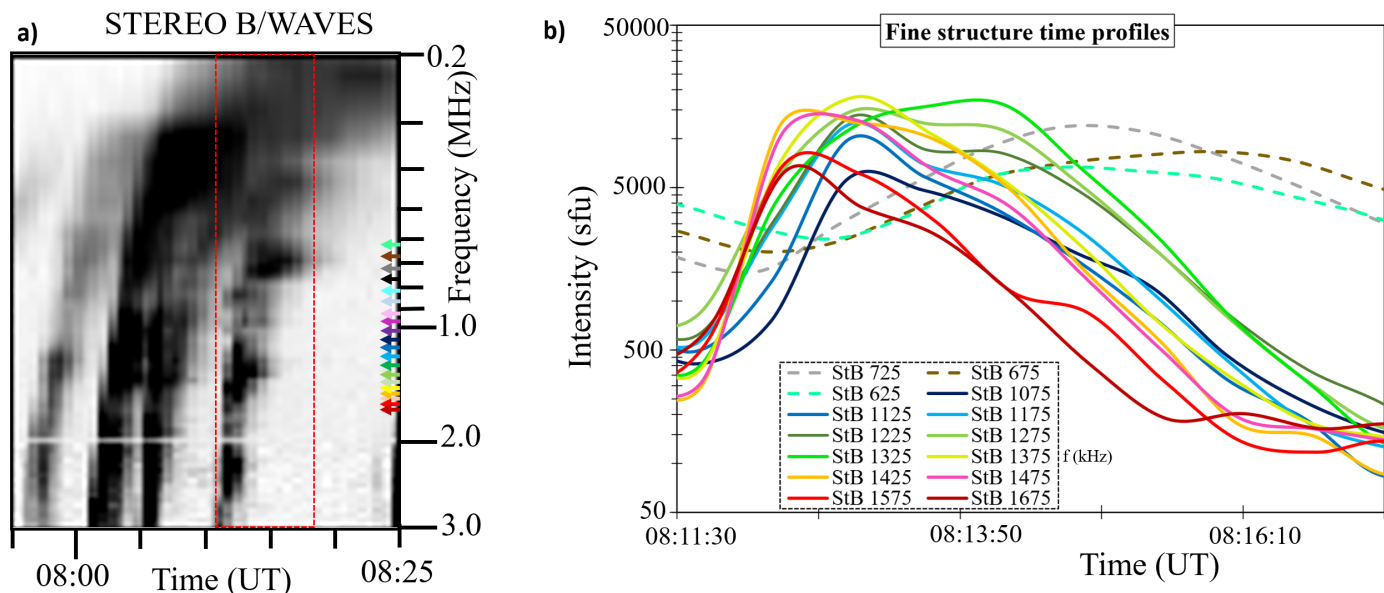 a)
STEREO B/WAVES
0.2
1.0
2.0
3.0
Frequency (MHz)
08:00
Time (UT)
08:25
b)
Fine structure time profiles
50000
5000
500
50
Intensity (sfu)
StB 725
StB 675
StB 625
StB 1075
StB 1125
StB 1175
StB 1225
StB 1275
StB 1325
StB 1375
f (kHz)
StB 1425
StB 1475
StB 1575
StB 1675
08:11:30
08:13:50
08:16:10
Time (UT)